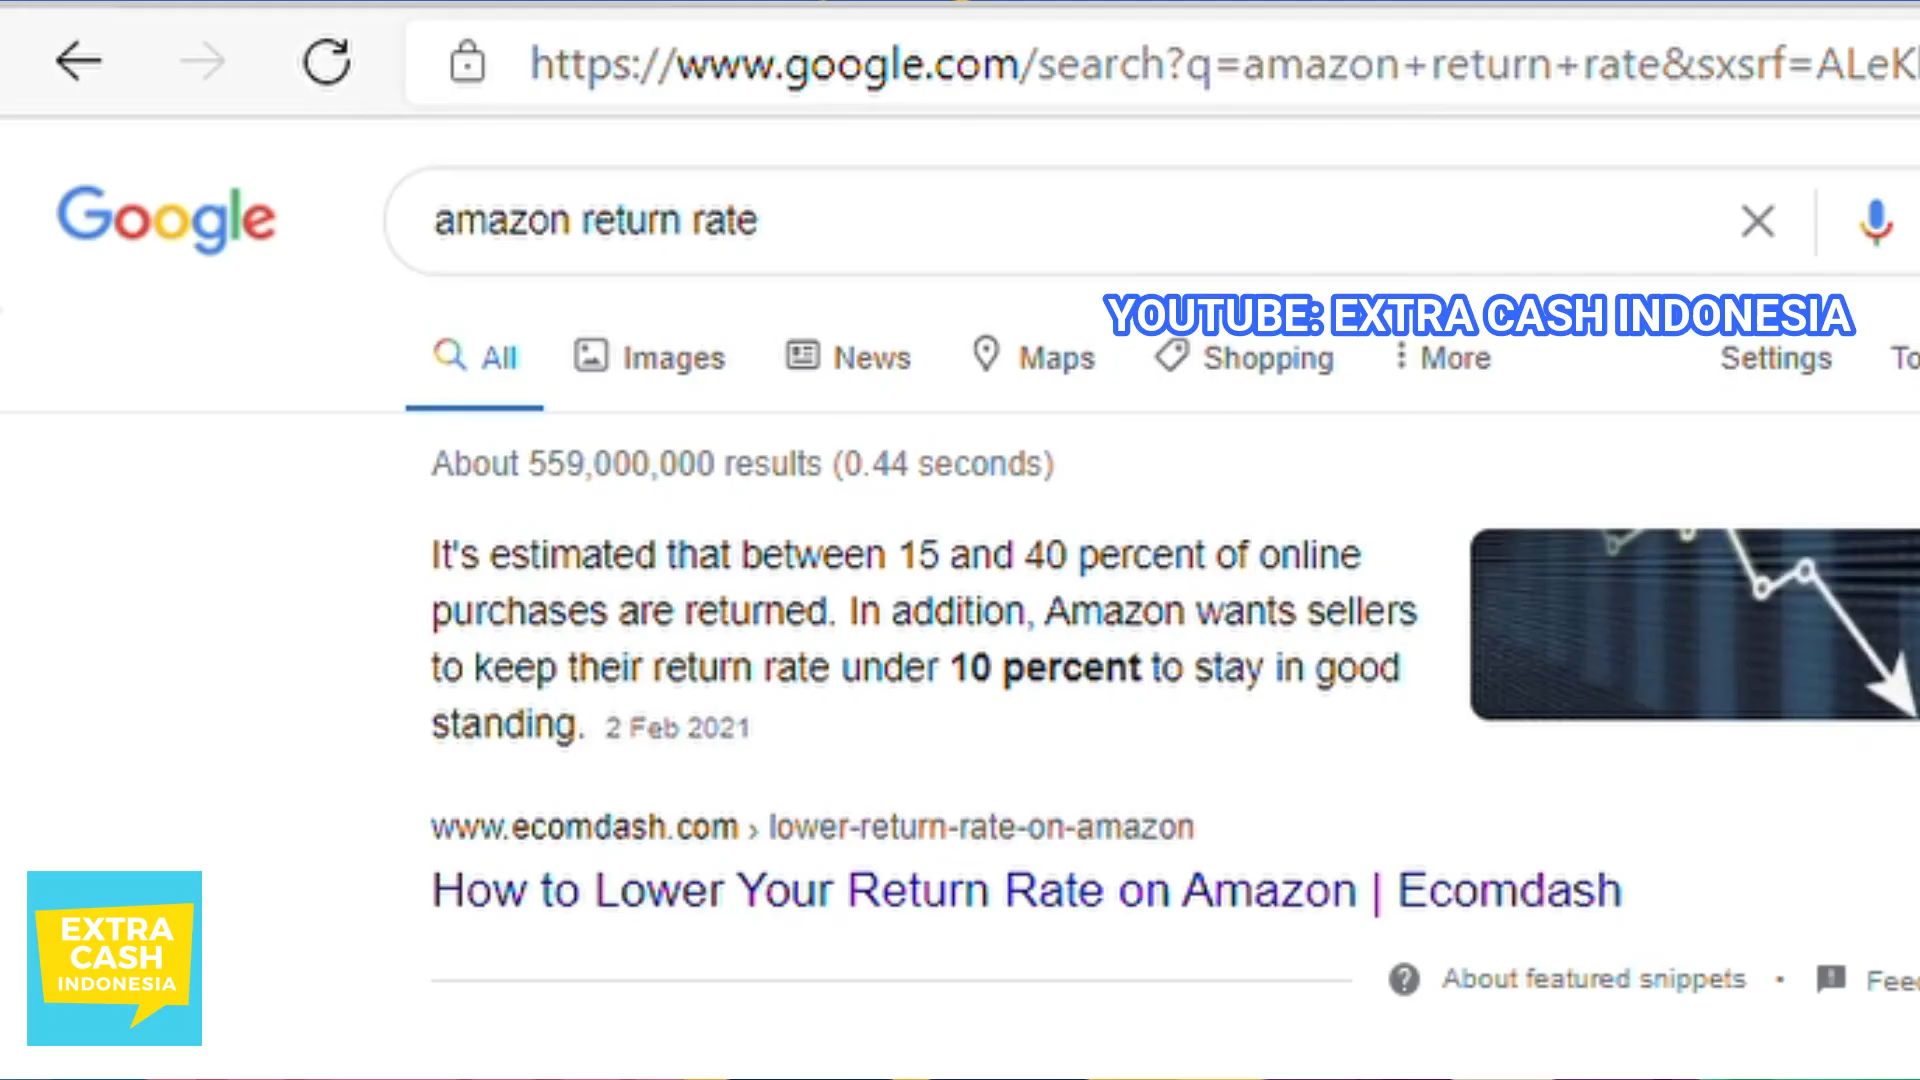 https://www.google.com/search?q=amazon+return+rate&sxsrf=ALeK
Google
amazon return rate
YOUTUBE: EXTRA CASH INDONESIA
All Images News Maps Shopping More Settings To
About 559,000,000 results (0.44 seconds)
It's estimated that between 15 and 40 percent of online
purchases are returned. In addition, Amazon wants sellers
to keep their return rate under 10 percent to stay in good
standing. 2 Feb 2021
www.ecomdash.com › lower-return-rate-on-amazon
How to Lower Your Return Rate on Amazon | Ecomdash
About featured snippets • Feed
EXTRA
CASH
INDONESIA